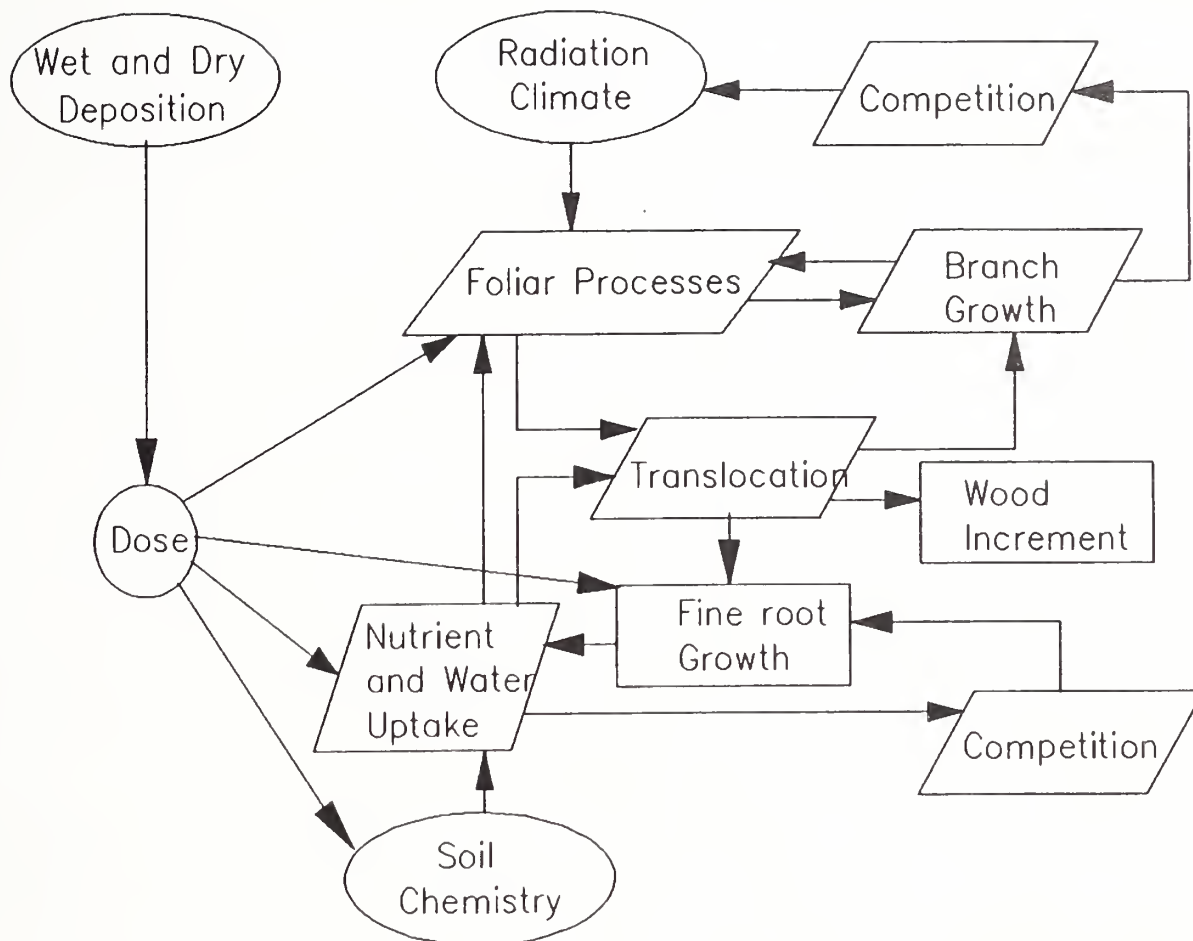 Wet and Dry
Deposition
Radiation
Climate
Competition
Foliar Processes
Branch
Growth
Translocation
Wood
Increment
Dose
Fine root
Growth
Nutrient
and Water
Uptake
Competition
Soil
Chemistry